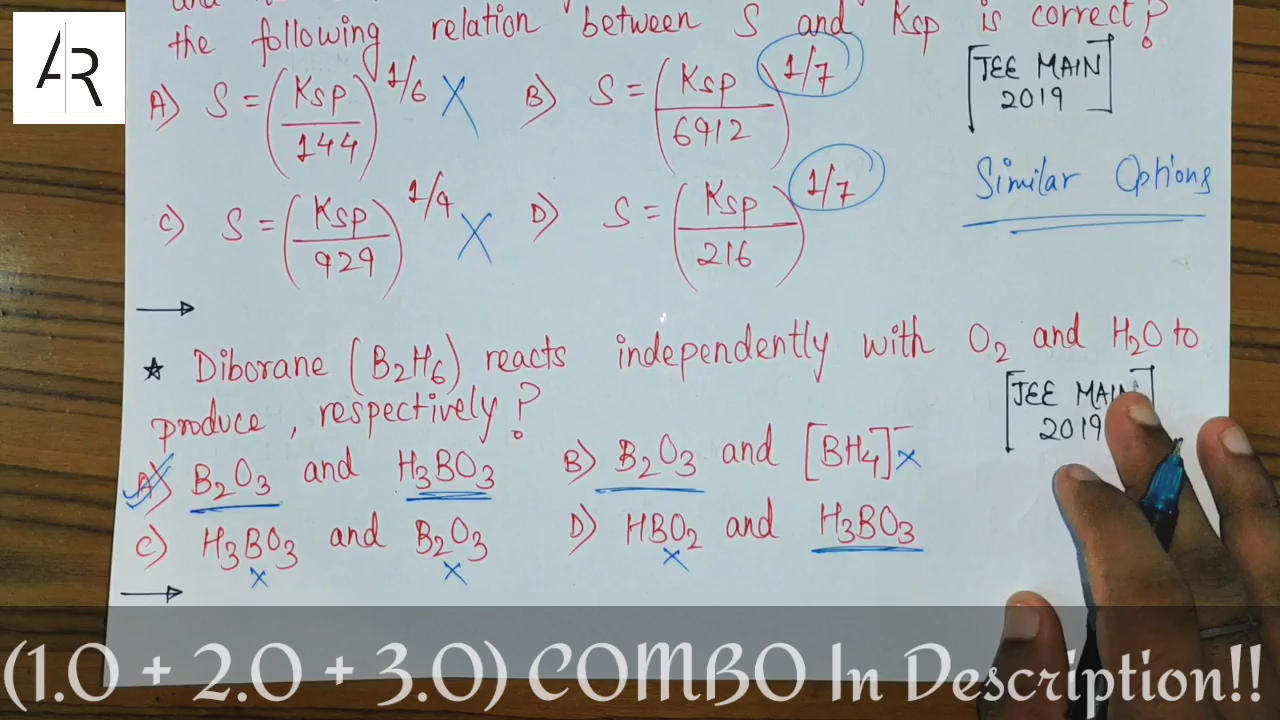 AR
the following relation between S and Ksp is correct?
[JEE MAIN
2019]
A) S = (Ksp/144)^1/6 X
B) S = (Ksp/6912)^1/7
Similar Options
C) S = (Ksp/929)^1/4 X
D) S = (Ksp/216)^1/7
→
★ Diborane (B2H6) reacts independently with O2 and H2O to
produce, respectively?
[JEE MAIN
2019
A) B2O3 and H3BO3
B) B2O3 and [BH4]⁻ x
C) H3BO3 and B2O3
x x
D) HBO2 and H3BO3
x
→
(1.0 + 2.0 + 3.0) COMBO In Description!!